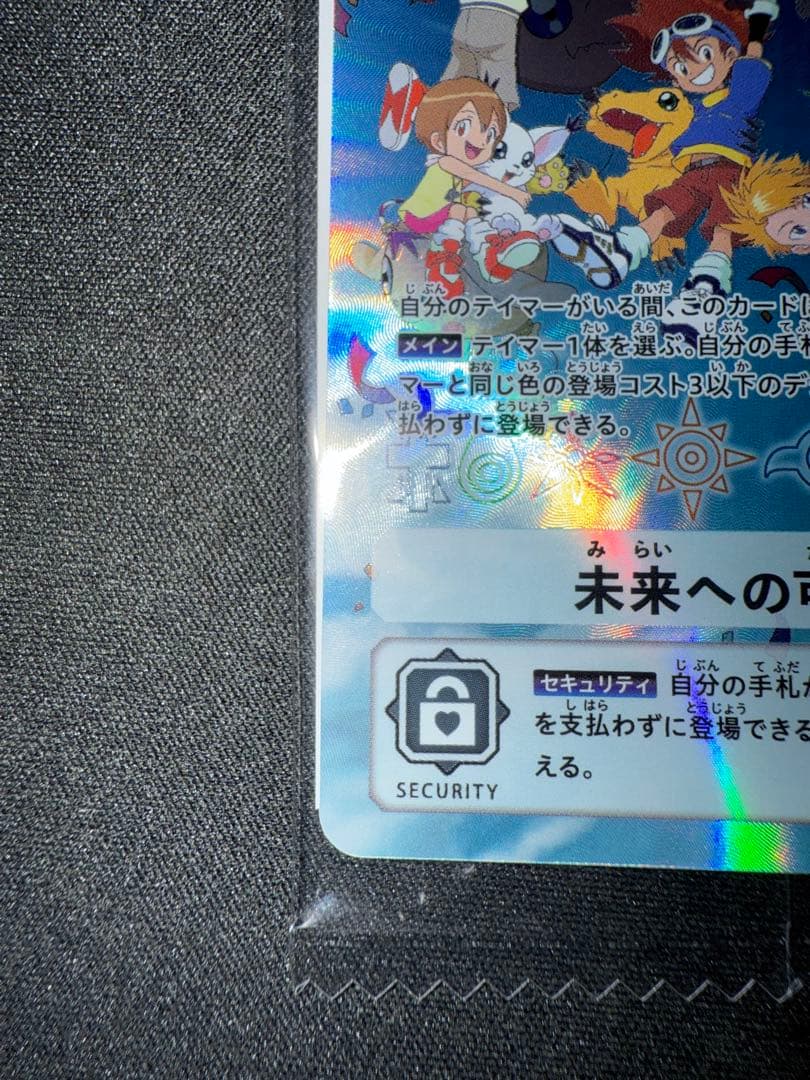 自分のテイマーがいる間、このカードは
メイン テイマー1体を選ぶ。自分の手札
マーと同じ色の登場コスト3以下のデ
払わずに登場できる。
未来への可
セキュリティ 自分の手札か
を支払わずに登場できる
える。
SECURITY